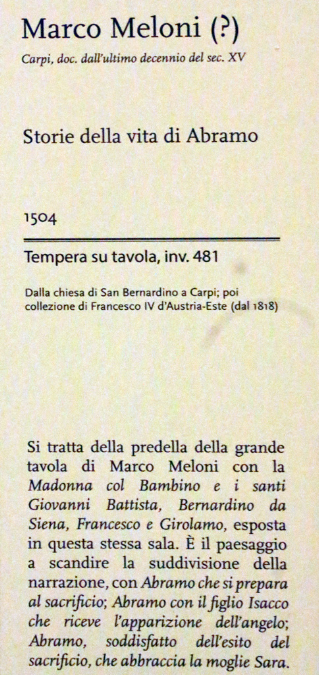 Marco Meloni (?)
Carpi, doc. dall'ultimo decennio del sec. XV
Storie della vita di Abramo
1504
Tempera su tavola, inv. 481
Dalla chiesa di San Bernardino a Carpi; poi
collezione di Francesco IV d'Austria-Este (dal 1818)
Si tratta della predella della grande
tavola di Marco Meloni con la
Madonna col Bambino e i santi
Giovanni Battista, Bernardino da
Siena, Francesco e Girolamo, esposta
in questa stessa sala. È il paesaggio
a scandire la suddivisione della
narrazione, con Abramo che si prepara
al sacrificio; Abramo con il figlio Isacco
che riceve l'apparizione dell'angelo;
Abramo, soddisfatto dell'esito del
sacrificio, che abbraccia la moglie Sara.